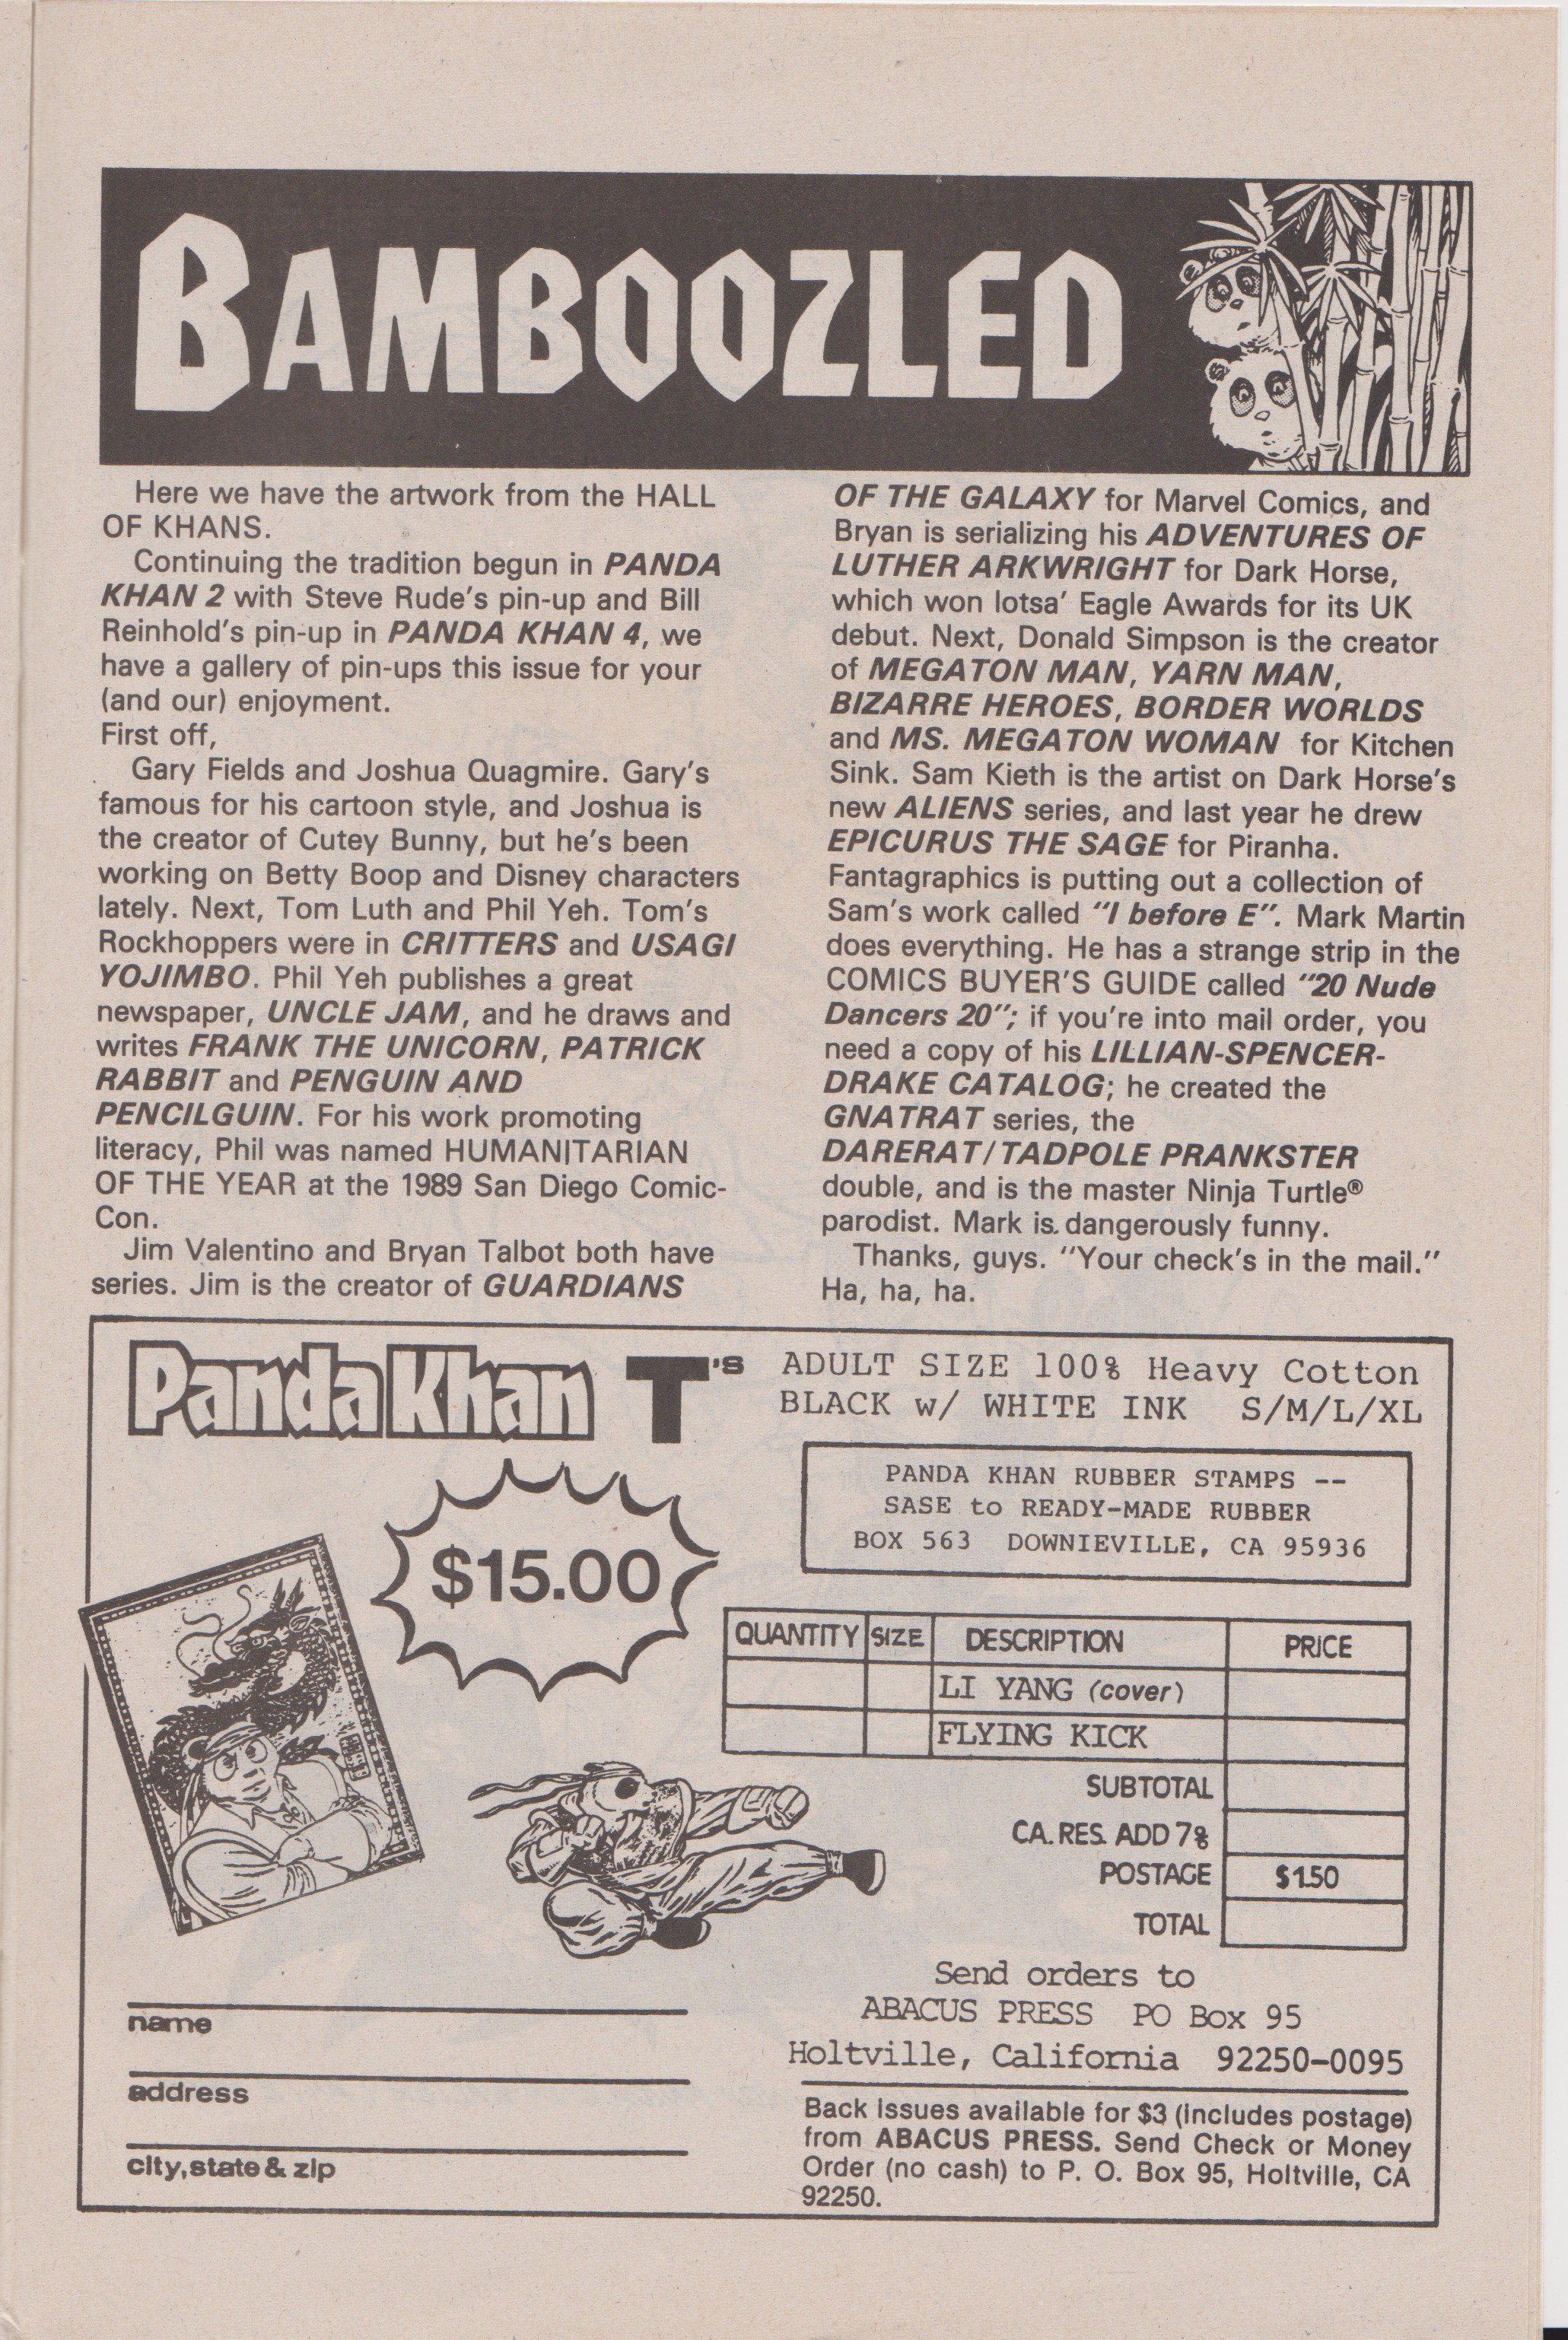 BAMBOOZLED
Here we have the artwork from the HALL
OF KHANS.
Continuing the tradition begun in PANDA
KHAN 2 with Steve Rude's pin-up and Bill
Reinhold's pin-up in PANDA KHAN 4, we
have a gallery of pin-ups this issue for your
(and our) enjoyment.
First off,
Gary Fields and Joshua Quagmire. Gary's
famous for his cartoon style, and Joshua is
the creator of Cutey Bunny, but he's been
working on Betty Boop and Disney characters
lately. Next, Tom Luth and Phil Yeh. Tom's
Rockhoppers were in CRITTERS and USAGI
YOJIMBO. Phil Yeh publishes a great
newspaper, UNCLE JAM, and he draws and
writes FRANK THE UNICORN, PATRICK
RABBIT and PENGUIN AND
PENCILGUIN. For his work promoting
literacy, Phil was named HUMANITARIAN
OF THE YEAR at the 1989 San Diego Comic-
Con.
Jim Valentino and Bryan Talbot both have
series. Jim is the creator of GUARDIANS
OF THE GALAXY for Marvel Comics, and
Bryan is serializing his ADVENTURES OF
LUTHER ARKWRIGHT for Dark Horse,
which won lotsa' Eagle Awards for its UK
debut. Next, Donald Simpson is the creator
of MEGATON MAN, YARN MAN,
BIZARRE HEROES, BORDER WORLDS
and MS. MEGATON WOMAN for Kitchen
Sink. Sam Kieth is the artist on Dark Horse's
new ALIENS series, and last year he drew
EPICURUS THE SAGE for Piranha.
Fantagraphics is putting out a collection of
Sam's work called "I before E". Mark Martin
does everything. He has a strange strip in the
COMICS BUYER'S GUIDE called "20 Nude
Dancers 20"; if you're into mail order, you
need a copy of his LILLIAN-SPENCER-
DRAKE CATALOG; he created the
GNATRAT series, the
DARERAT/TADPOLE PRANKSTER
double, and is the master Ninja Turtle®
parodist. Mark is dangerously funny.
Thanks, guys. "Your check's in the mail."
Ha, ha, ha.
Panda Khan T's
ADULT SIZE 100% Heavy Cotton
BLACK w/ WHITE INK S/M/L/XL
$15.00
PANDA KHAN RUBBER STAMPS --
SASE to READY-MADE RUBBER
BOX 563 DOWNIEVILLE, CA 95936
QUANTITY SIZE DESCRIPTION PRICE
LI YANG (cover)
FLYING KICK
SUBTOTAL
CA. RES. ADD 7%
POSTAGE $1.50
TOTAL
Send orders to
ABACUS PRESS PO Box 95
Holtville, California 92250-0095
name
address
city, state & zip
Back issues available for $3 (includes postage)
from ABACUS PRESS. Send Check or Money
Order (no cash) to P. O. Box 95, Holtville, CA
92250.